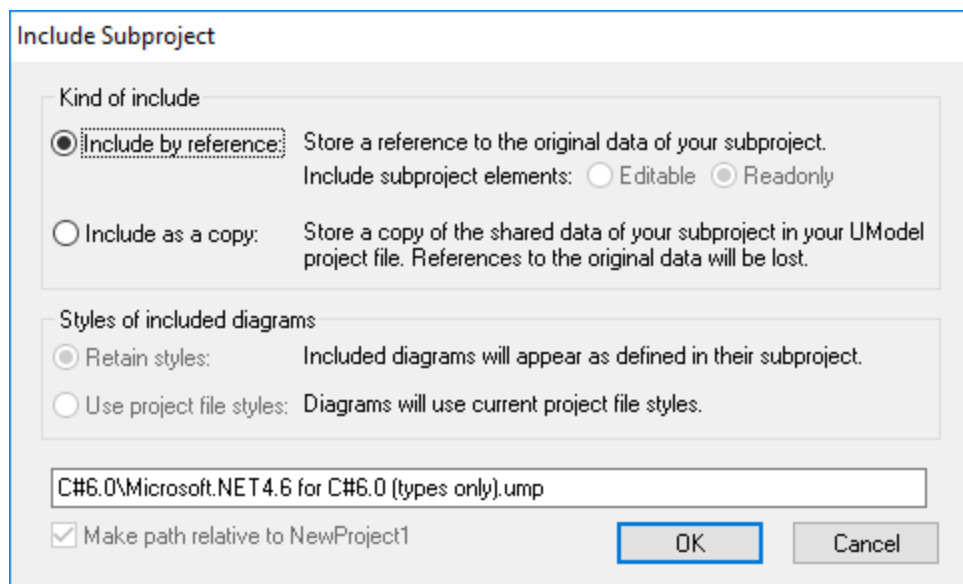 Include Subproject
Kind of include
Include by reference: Store a reference to the original data of your subproject.
Include subproject elements: Editable Readonly
Include as a copy: Store a copy of the shared data of your subproject in your UModel
project file. References to the original data will be lost.
Styles of included diagrams
Retain styles: Included diagrams will appear as defined in their subproject.
Use project file styles: Diagrams will use current project file styles.
C#6.0\Microsoft.NET4.6 for C#6.0 (types only).ump
Make path relative to NewProject1
OK Cancel